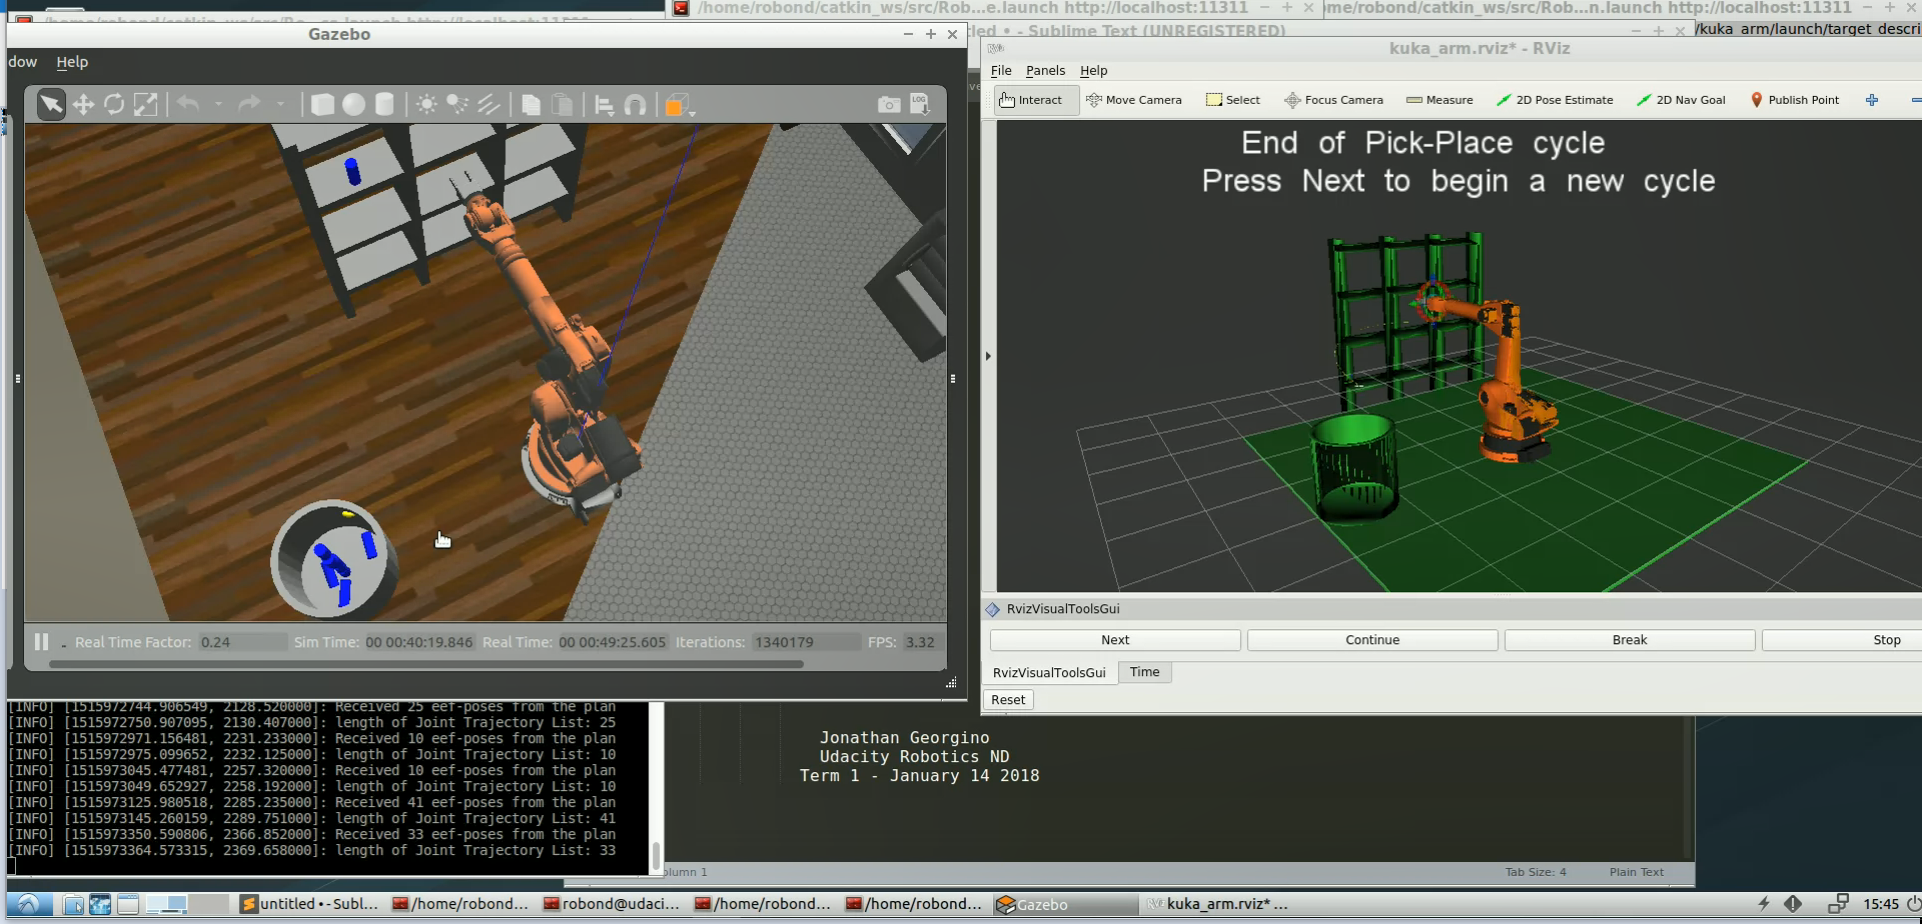 /home/robond/catkin_ws/src/Rob...e.launch http://localhost:11311
me/robond/catkin_ws/src/Rob...n.launch http://localhost:11311
Gazebo
led • - Sublime Text (UNREGISTERED)
/kuka_arm/launch/target_descri
kuka_arm.rviz* - RViz
dow Help
File Panels Help
LOG
Interact Move Camera Select Focus Camera Measure 2D Pose Estimate 2D Nav Goal Publish Point
End of Pick-Place cycle
Press Next to begin a new cycle
RvizVisualToolsGui
Real Time Factor: 0.24 Sim Time: 00 00:40:19.846 Real Time: 00 00:49:25.605 Iterations: 1340179 FPS: 3.32
Next Continue Break Stop
RvizVisualToolsGui Time
Reset
[INFO] [1515972744.906549, 2128.520000]: Received 25 eef-poses from the plan
[INFO] [1515972750.907095, 2130.407000]: length of Joint Trajectory List: 25
[INFO] [1515972971.156481, 2231.233000]: Received 10 eef-poses from the plan
[INFO] [1515972975.099652, 2232.125000]: length of Joint Trajectory List: 10
[INFO] [1515973045.477481, 2257.320000]: Received 10 eef-poses from the plan
[INFO] [1515973049.652927, 2258.192000]: length of Joint Trajectory List: 10
[INFO] [1515973125.980518, 2285.235000]: Received 41 eef-poses from the plan
[INFO] [1515973145.260159, 2289.751000]: length of Joint Trajectory List: 41
[INFO] [1515973350.590806, 2366.852000]: Received 33 eef-poses from the plan
[INFO] [1515973364.573315, 2369.658000]: length of Joint Trajectory List: 33
Jonathan Georgino
Udacity Robotics ND
Term 1 - January 14 2018
olumn 1 Tab Size: 4 Plain Text
untitled • - Subl... /home/robond... robond@udaci... /home/robond... /home/robond... Gazebo kuka_arm.rviz* ... 15:45